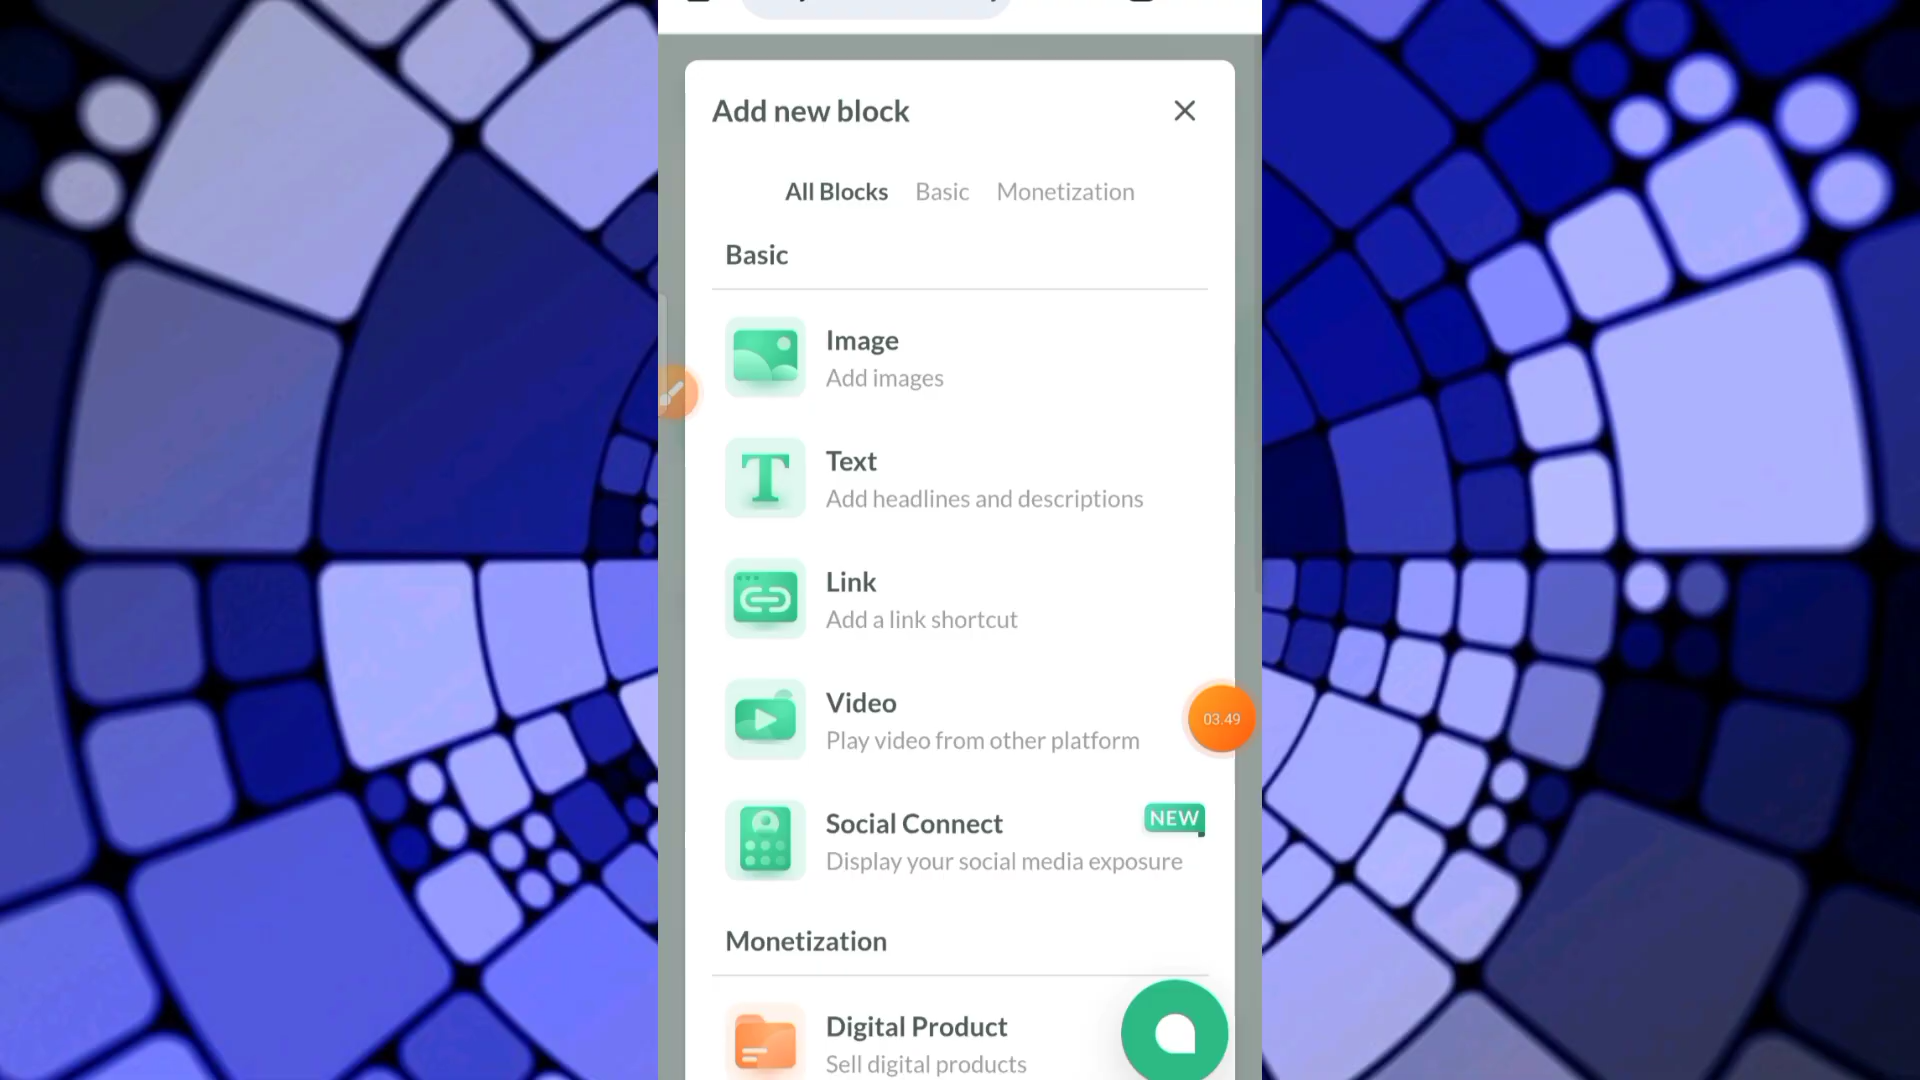 Add new block
All Blocks Basic Monetization
Basic
Image
Add images
Text
Add headlines and descriptions
Link
Add a link shortcut
Video
Play video from other platform
03.49
Social Connect
NEW
Display your social media exposure
Monetization
Digital Product
Sell digital products